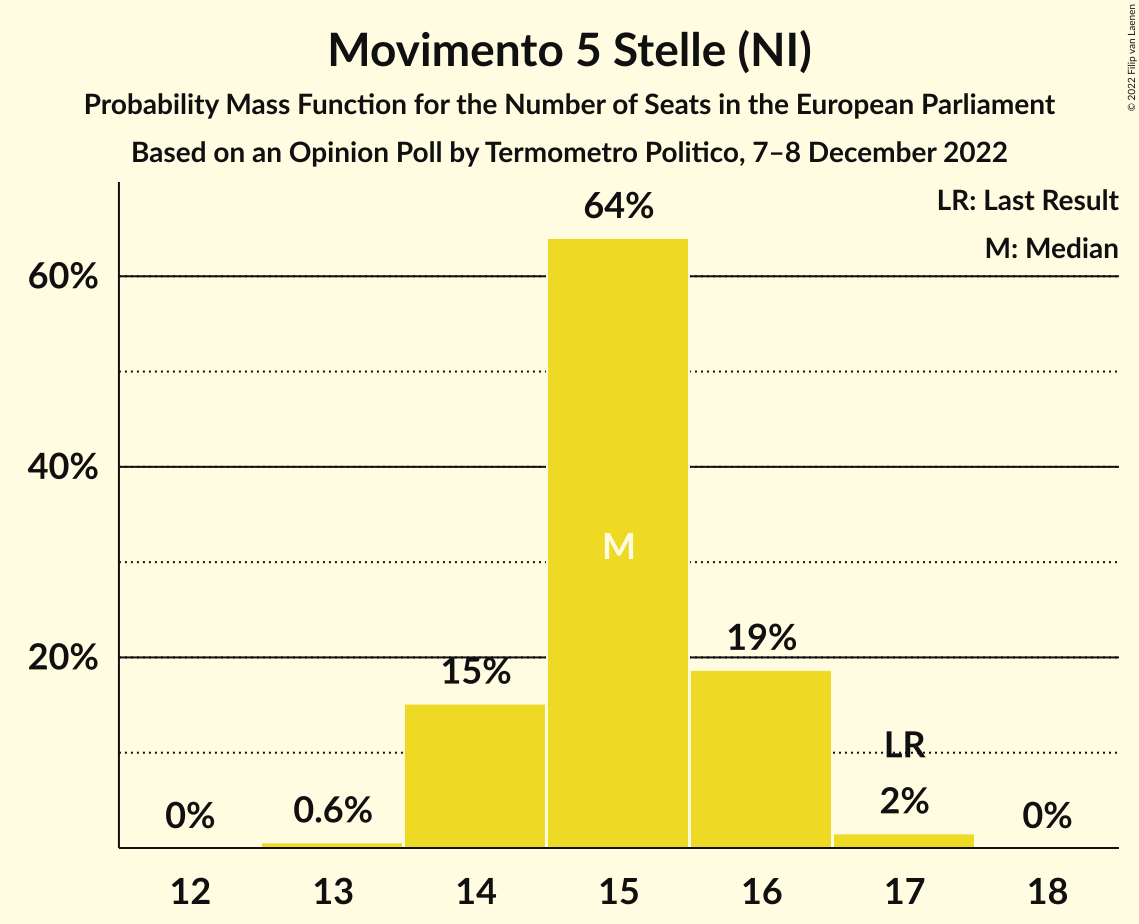 Movimento 5 Stelle (NI)
Probability Mass Function for the Number of Seats in the European Parliament
Based on an Opinion Poll by Termometro Politico, 7–8 December 2022
© 2022 Filip van Laenen
LR: Last Result
M: Median
64%
60%
40%
M
19%
20%
15%
LR
2%
0.6%
0%
0%
12 13 14 15 16 17 18